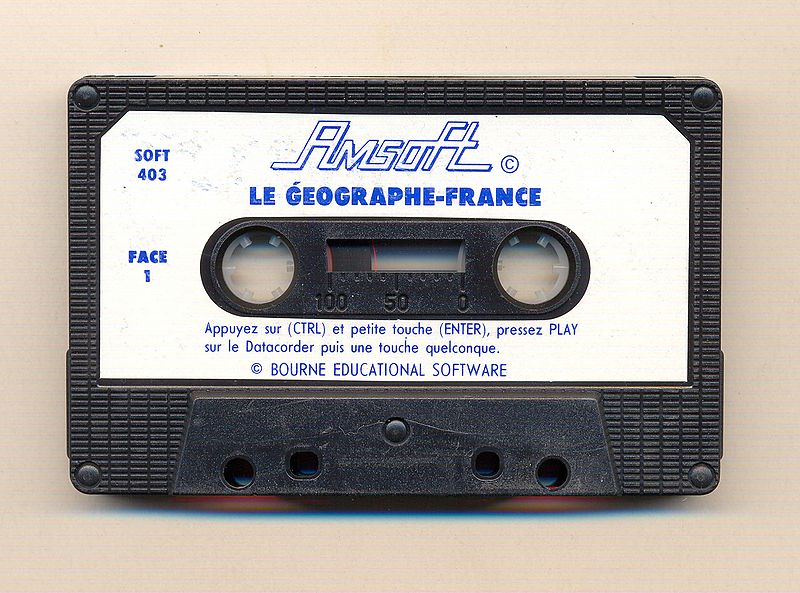 Amsoft ©
SOFT
403
LE GÉOGRAPHE-FRANCE
FACE
1
100 50 0
Appuyez sur (CTRL) et petite touche (ENTER), pressez PLAY
sur le Datacorder puis une touche quelconque.
© BOURNE EDUCATIONAL SOFTWARE